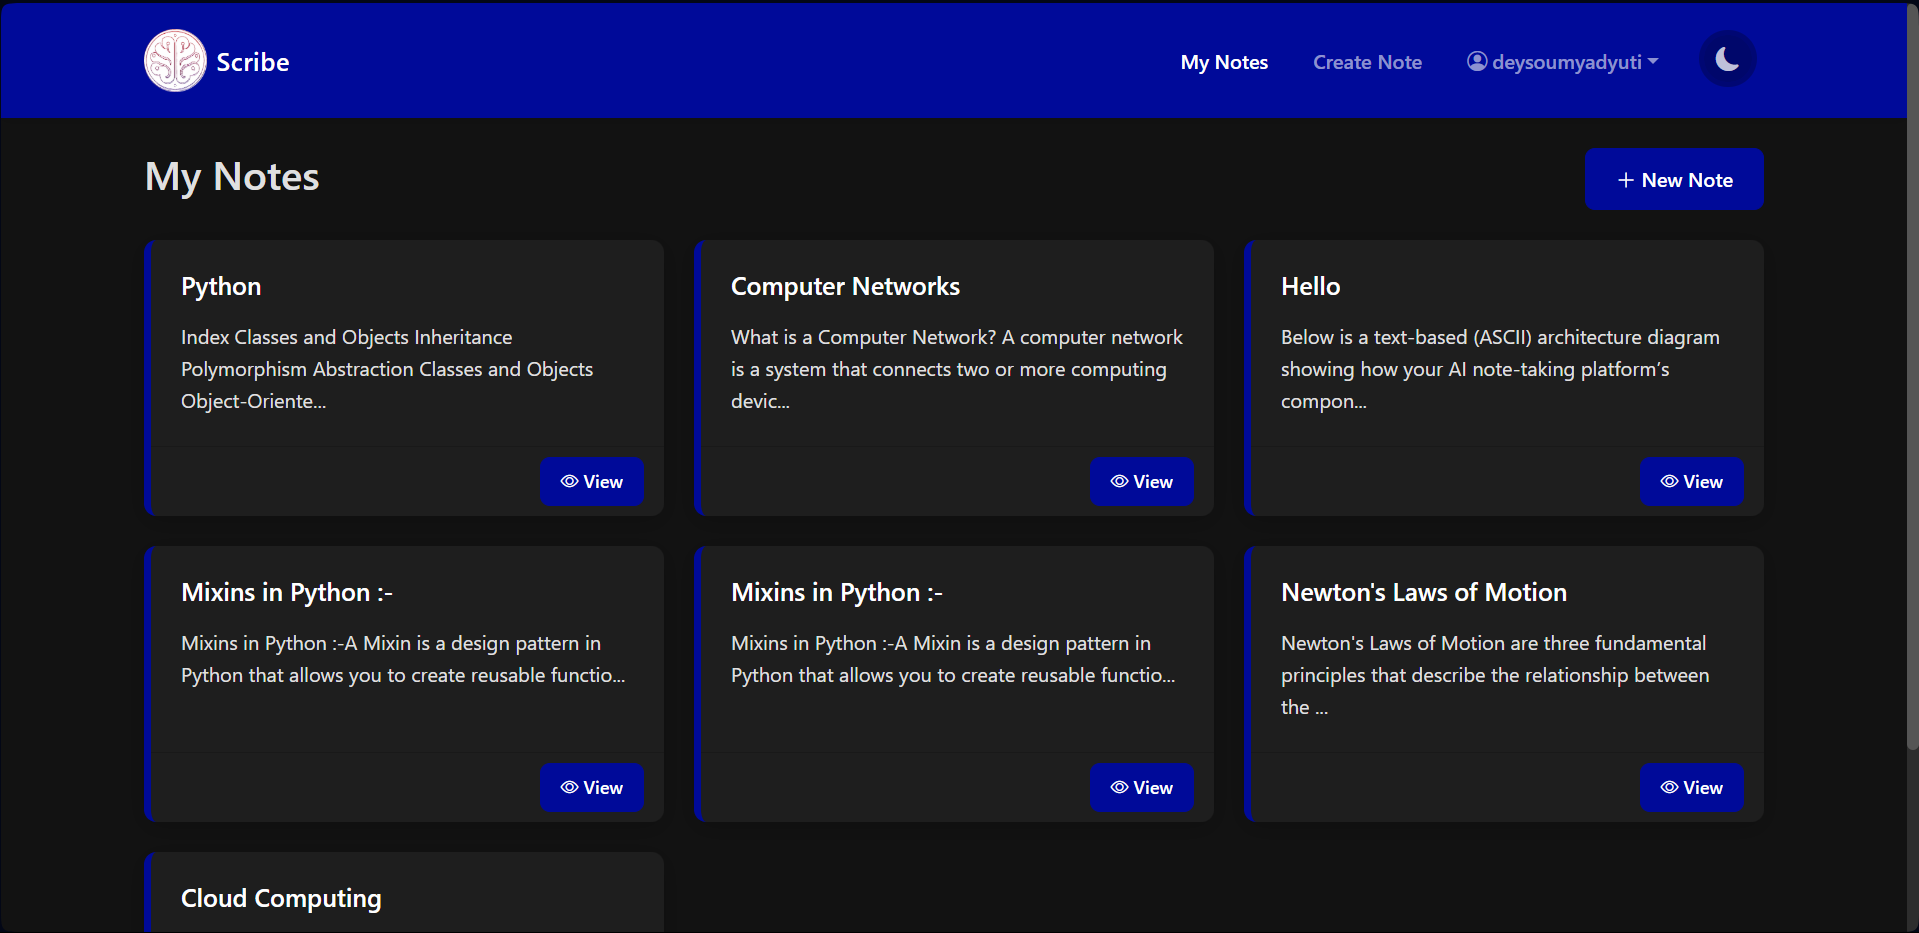 Scribe
My Notes
Create Note
deysoumyadyuti
My Notes
New Note
Python
Index Classes and Objects Inheritance
Polymorphism Abstraction Classes and Objects
Object-Oriente...
View
Computer Networks
What is a Computer Network? A computer network
is a system that connects two or more computing
devic...
View
Hello
Below is a text-based (ASCII) architecture diagram
showing how your AI note-taking platform’s
compon...
View
Mixins in Python :-
Mixins in Python :-A Mixin is a design pattern in
Python that allows you to create reusable functio...
View
Mixins in Python :-
Mixins in Python :-A Mixin is a design pattern in
Python that allows you to create reusable functio...
View
Newton's Laws of Motion
Newton's Laws of Motion are three fundamental
principles that describe the relationship between
the ...
View
Cloud Computing